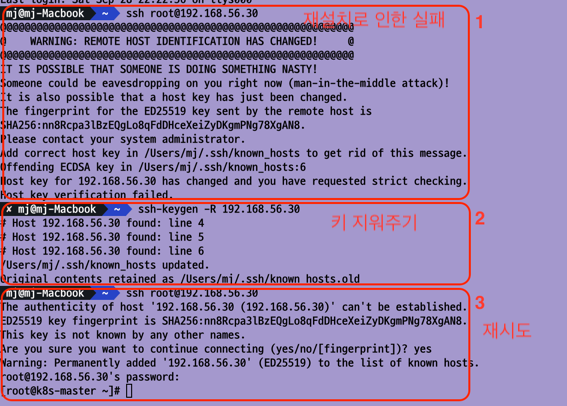 Last login: Sat Sep 28 22:22:56 on ttys000
mj@mj-Macbook ~ ssh root@192.168.56.30
재설치로 인한 실패
1
@@@@@@@@@@@@@@@@@@@@@@@@@@@@@@@@@@@@@@@@@@@@@@@@@@@@@@@@@@@
@ WARNING: REMOTE HOST IDENTIFICATION HAS CHANGED! @
@@@@@@@@@@@@@@@@@@@@@@@@@@@@@@@@@@@@@@@@@@@@@@@@@@@@@@@@@@@
IT IS POSSIBLE THAT SOMEONE IS DOING SOMETHING NASTY!
Someone could be eavesdropping on you right now (man-in-the-middle attack)!
It is also possible that a host key has just been changed.
The fingerprint for the ED25519 key sent by the remote host is
SHA256:nn8Rcpa3lBzEQgLo8qFdDHceXeiZyDKgmPNg78XgAN8.
Please contact your system administrator.
Add correct host key in /Users/mj/.ssh/known_hosts to get rid of this message.
Offending ECDSA key in /Users/mj/.ssh/known_hosts:6
Host key for 192.168.56.30 has changed and you have requested strict checking.
Host key verification failed.
✘ mj@mj-Macbook ~ ssh-keygen -R 192.168.56.30
2
# Host 192.168.56.30 found: line 4
키 지워주기
# Host 192.168.56.30 found: line 5
# Host 192.168.56.30 found: line 6
/Users/mj/.ssh/known_hosts updated.
Original contents retained as /Users/mj/.ssh/known_hosts.old
mj@mj-Macbook ~ ssh root@192.168.56.30
3
The authenticity of host '192.168.56.30 (192.168.56.30)' can't be established.
ED25519 key fingerprint is SHA256:nn8Rcpa3lBzEQgLo8qFdDHceXeiZyDKgmPNg78XgAN8.
재시도
This key is not known by any other names.
Are you sure you want to continue connecting (yes/no/[fingerprint])? yes
Warning: Permanently added '192.168.56.30' (ED25519) to the list of known hosts.
root@192.168.56.30's password:
[root@k8s-master ~]#